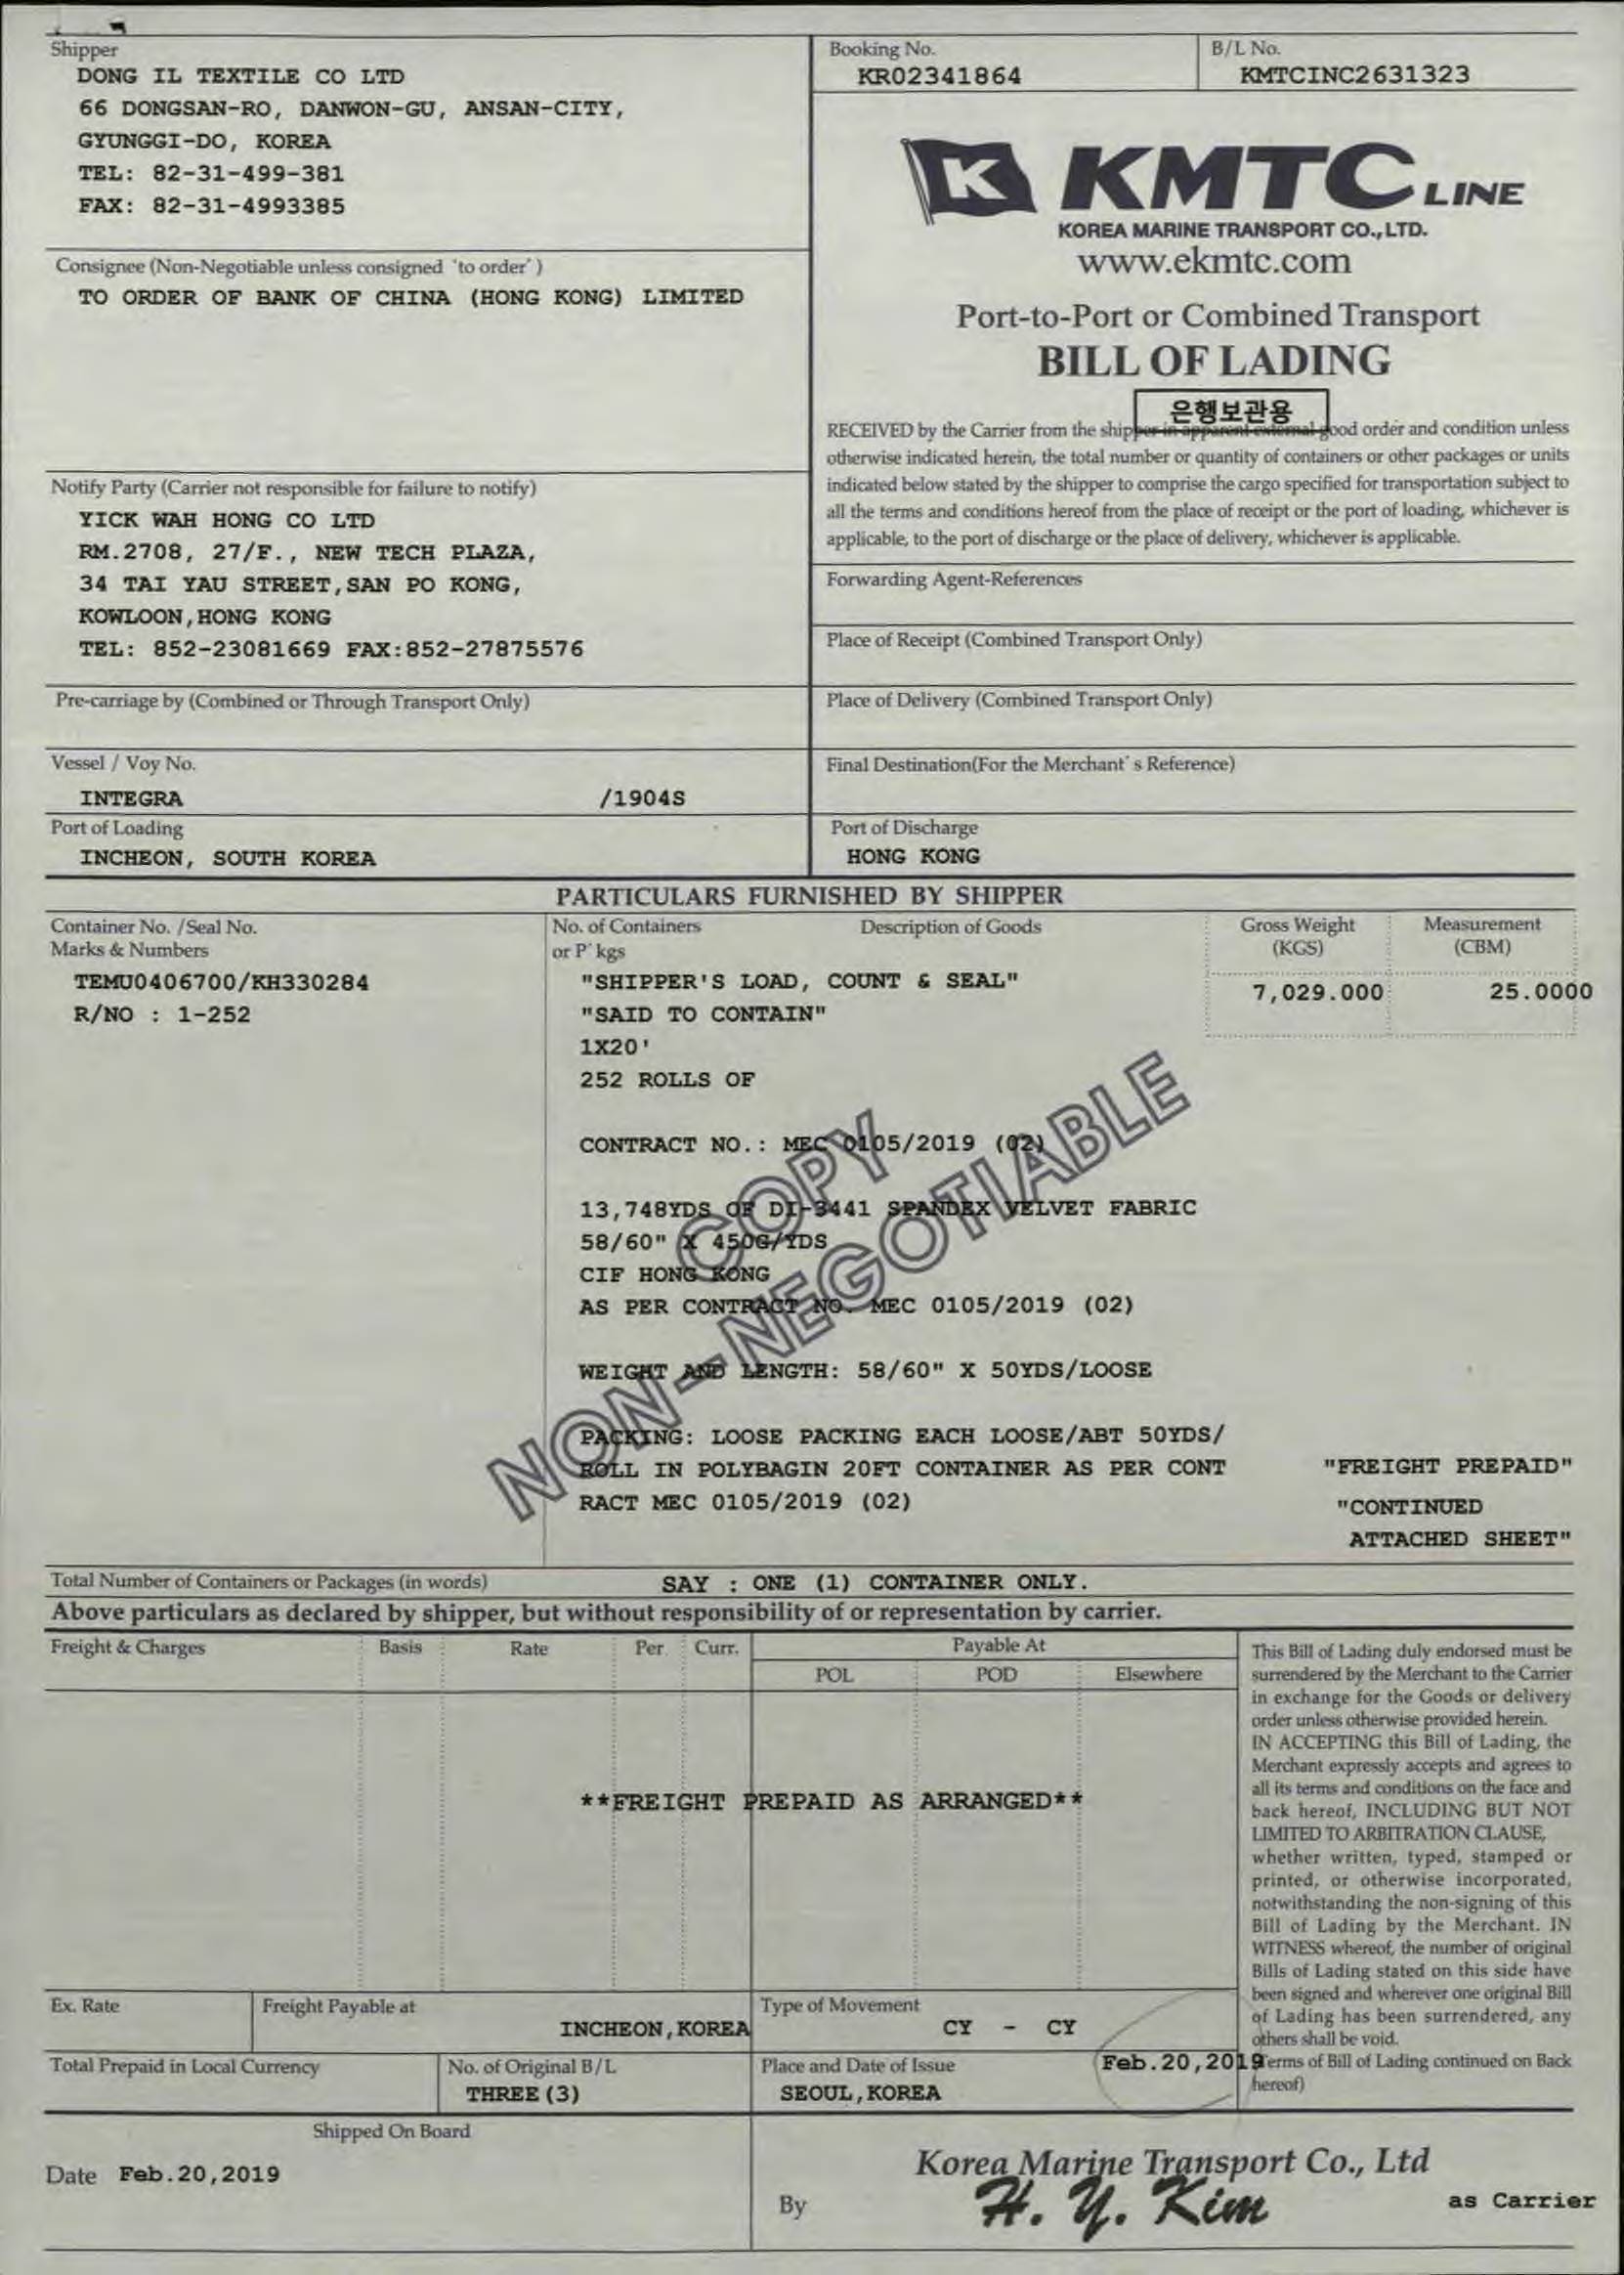 Shipper
DONG IL TEXTILE CO LTD
66 DONGSAN-RO, DANWON-GU, ANSAN-CITY,
GYUNGGI-DO, KOREA
TEL: 82-31-499-381
FAX: 82-31-4993385
Booking No.
KR02341864
B/L No.
KMTCINC2631323
K KMTC LINE
KOREA MARINE TRANSPORT CO.,LTD.
www.ekmtc.com
Port-to-Port or Combined Transport
BILL OF LADING
은행보관용
Consignee (Non-Negotiable unless consigned 'to order')
TO ORDER OF BANK OF CHINA (HONG KONG) LIMITED
RECEIVED by the Carrier from the shipper in apparent external good order and condition unless
otherwise indicated herein, the total number or quantity of containers or other packages or units
indicated below stated by the shipper to comprise the cargo specified for transportation subject to
all the terms and conditions hereof from the place of receipt or the port of loading, whichever is
applicable, to the port of discharge or the place of delivery, whichever is applicable.
Notify Party (Carrier not responsible for failure to notify)
YICK WAH HONG CO LTD
RM.2708, 27/F., NEW TECH PLAZA,
34 TAI YAU STREET,SAN PO KONG,
KOWLOON,HONG KONG
TEL: 852-23081669 FAX:852-27875576
Forwarding Agent-References
Place of Receipt (Combined Transport Only)
Pre-carriage by (Combined or Through Transport Only)
Place of Delivery (Combined Transport Only)
Vessel / Voy No.
INTEGRA /1904S
Final Destination(For the Merchant's Reference)
Port of Loading
INCHEON, SOUTH KOREA
Port of Discharge
HONG KONG
PARTICULARS FURNISHED BY SHIPPER
Container No. /Seal No.
Marks & Numbers
No. of Containers
or P'kgs
Description of Goods
Gross Weight
(KGS)
Measurement
(CBM)
TEMU0406700/KH330284
R/NO : 1-252
"SHIPPER'S LOAD, COUNT & SEAL"
"SAID TO CONTAIN"
1X20'
252 ROLLS OF
7,029.000
25.0000
CONTRACT NO.: MEC 0105/2019 (02)
13,748YDS OF DI-3441 SPANDEX VELVET FABRIC
58/60" X 450G/YDS
CIF HONG KONG
AS PER CONTRACT NO. MEC 0105/2019 (02)
WEIGHT AND LENGTH: 58/60" X 50YDS/LOOSE
PACKING: LOOSE PACKING EACH LOOSE/ABT 50YDS/
ROLL IN POLYBAGIN 20FT CONTAINER AS PER CONT
RACT MEC 0105/2019 (02)
COPY
NON-NEGOTIABLE
"FREIGHT PREPAID"
"CONTINUED
ATTACHED SHEET"
Total Number of Containers or Packages (in words)
SAY : ONE (1) CONTAINER ONLY.
Above particulars as declared by shipper, but without responsibility of or representation by carrier.
Freight & Charges
Basis
Rate
Per
Curr.
Payable At
POL
POD
Elsewhere
**FREIGHT PREPAID AS ARRANGED**
This Bill of Lading duly endorsed must be
surrendered by the Merchant to the Carrier
in exchange for the Goods or delivery
order unless otherwise provided herein.
IN ACCEPTING this Bill of Lading, the
Merchant expressly accepts and agrees to
all its terms and conditions on the face and
back hereof, INCLUDING BUT NOT
LIMITED TO ARBITRATION CLAUSE,
whether written, typed, stamped or
printed, or otherwise incorporated,
notwithstanding the non-signing of this
Bill of Lading by the Merchant. IN
WITNESS whereof, the number of original
Bills of Lading stated on this side have
been signed and wherever one original Bill
of Lading has been surrendered, any
others shall be void.
Terms of Bill of Lading continued on Back
hereof)
Ex. Rate
Freight Payable at
INCHEON,KOREA
Type of Movement
CY - CY
Total Prepaid in Local Currency
No. of Original B/L
THREE(3)
Place and Date of Issue
SEOUL,KOREA
Feb.20,2019
Shipped On Board
Date Feb.20,2019
Korea Marine Transport Co., Ltd
By
H. Y. Kim
as Carrier